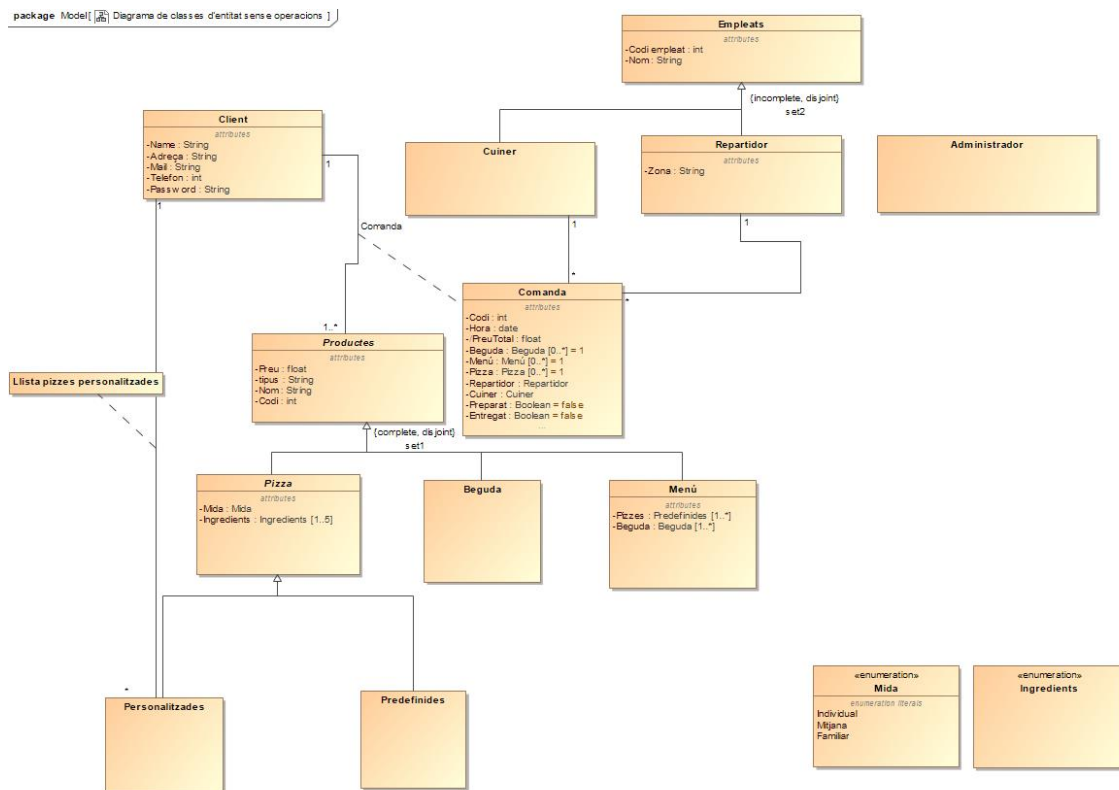 package Model[ Diagrama de classes d'entitat sense operacions ]
Empleats
attributes
-Codi empleat : int
-Nom : String
{incomplete, disjoint}
set2
Client
attributes
-Name : String
-Adreça : String
-Mail : String
-Telefon : int
-Password : String
1
1
Cuiner
1
Repartidor
attributes
-Zona : String
1
Administrador
Comanda
*
*
Comanda
attributes
-Codi : int
-Hora : date
-/PreuTotal : float
-Beguda : Beguda [0..*] = 1
-Menú : Menú [0..*] = 1
-Pizza : Pizza [0..*] = 1
-Repartidor : Repartidor
-Cuiner : Cuiner
-Preparat : Boolean = false
-Entregat : Boolean = false
...
1..*
Productes
attributes
-Preu : float
-tipus : String
-Nom : String
-Codi : int
Llista pizzes personalitzades
{complete, disjoint}
set1
Pizza
attributes
-Mida : Mida
-Ingredients : Ingredients [1..5]
Beguda
Menú
attributes
-Pizzes : Predefinides [1..*]
-Beguda : Beguda [1..*]
*
Personalitzades
Predefinides
«enumeration»
Mida
enumeration literals
Individual
Mitjana
Familiar
«enumeration»
Ingredients